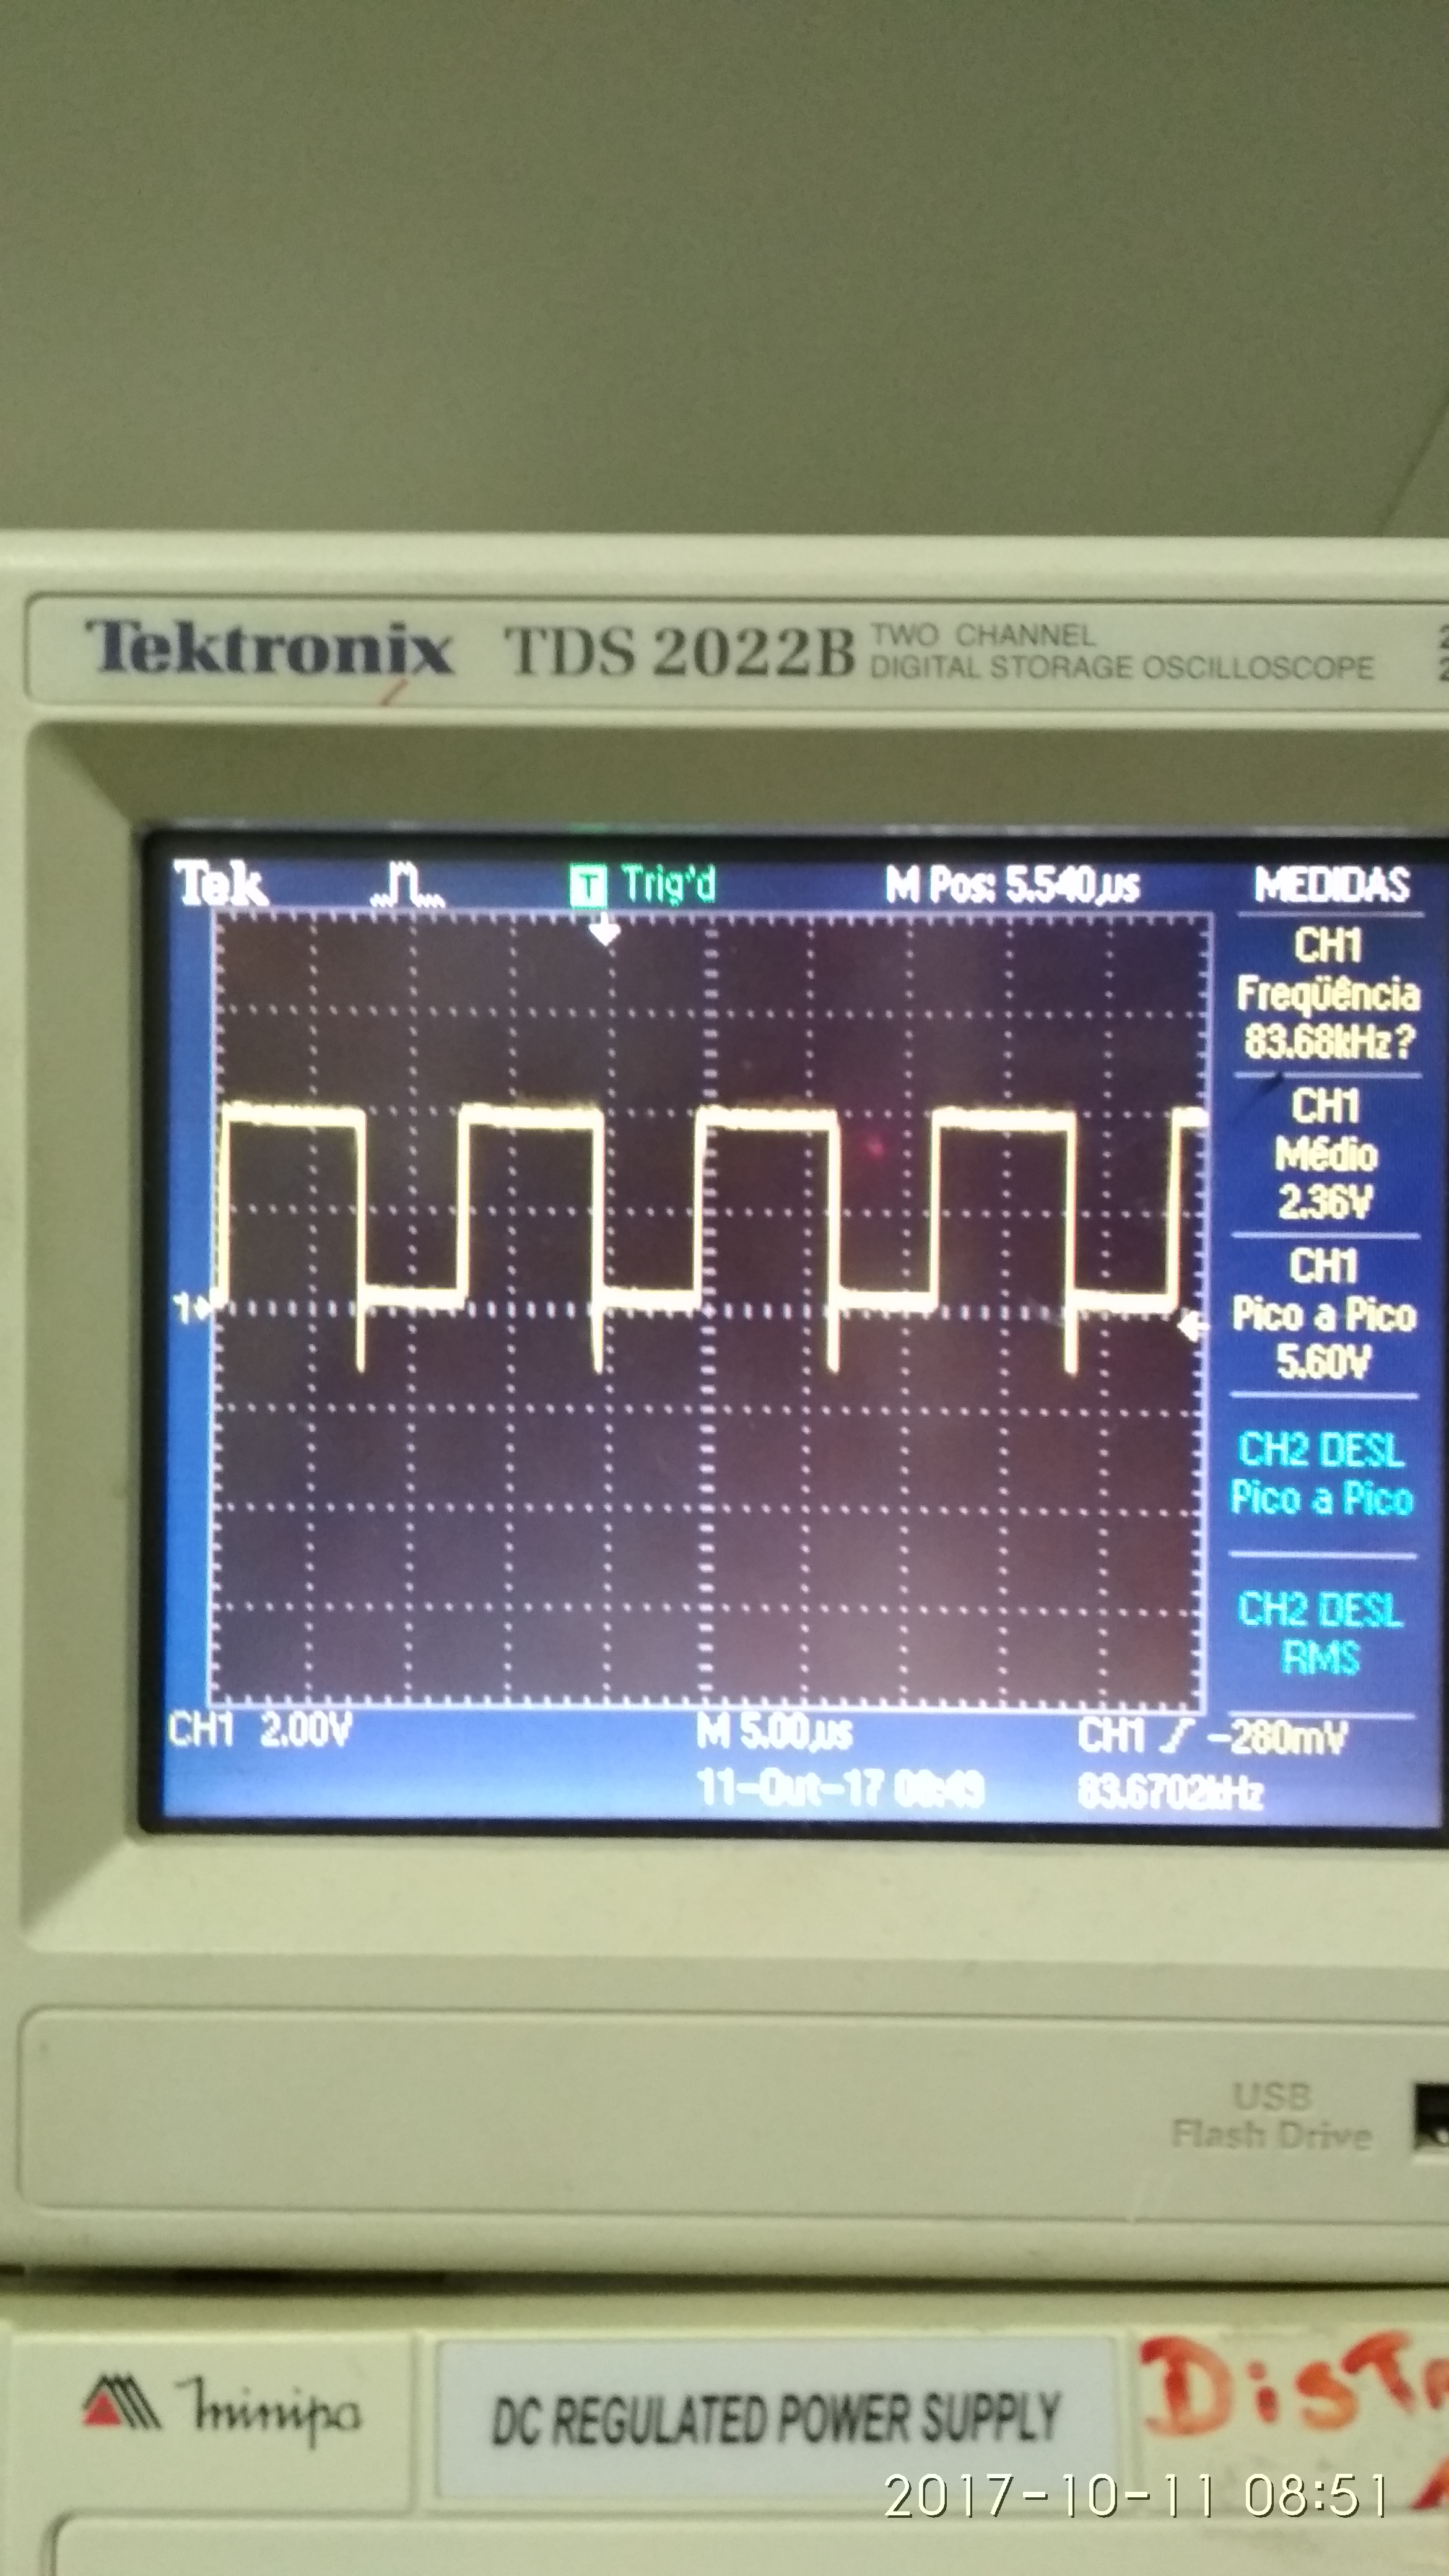 Tektronix TDS 2022B TWO CHANNEL
DIGITAL STORAGE OSCILLOSCOPE
Tek T Trig'd M Pos: 5.540µs MEDIDAS
CH1
Freqüência
83.68kHz?
CH1
Médio
2.36V
CH1
Pico a Pico
5.60V
CH2 DESL
Pico a Pico
CH2 DESL
RMS
1
CH1 2.00V M 5.00µs CH1 -280mV
11-Out-17 08:49 83.6702kHz
USB
Flash Drive
minipa DC REGULATED POWER SUPPLY
2017-10-11 08:51